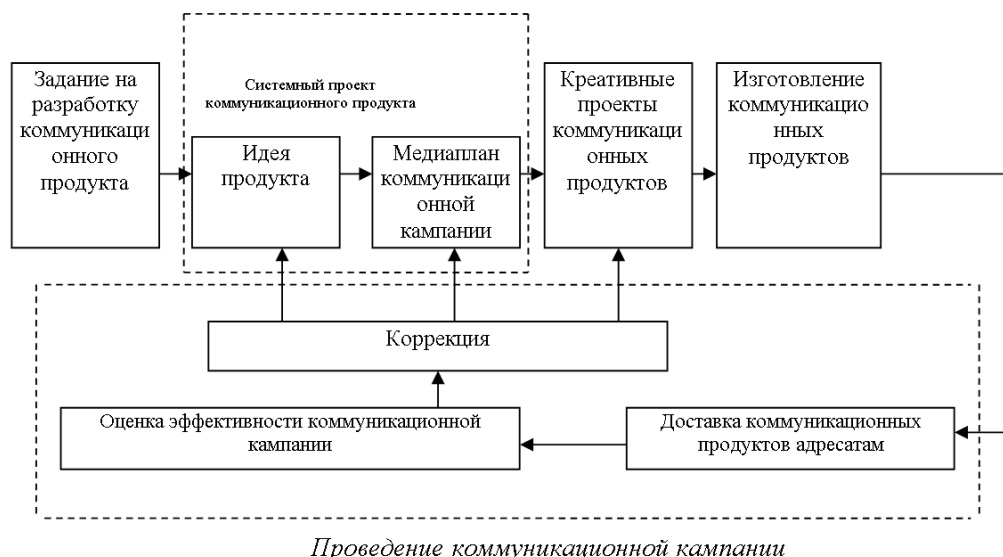 Задание на
разработку
коммуникаци
онного
продукта
Системный проект
коммуникационного продукта
Идея
продукта
Медиаплан
коммуникаци
онной
кампании
Креативные
проекты
коммуникаци
онных
продуктов
Изготовление
коммуникацио
нных
продуктов
Коррекция
Оценка эффективности коммуникационной
кампании
Доставка коммуникационных
продуктов адресатам
Проведение коммуникационной кампании